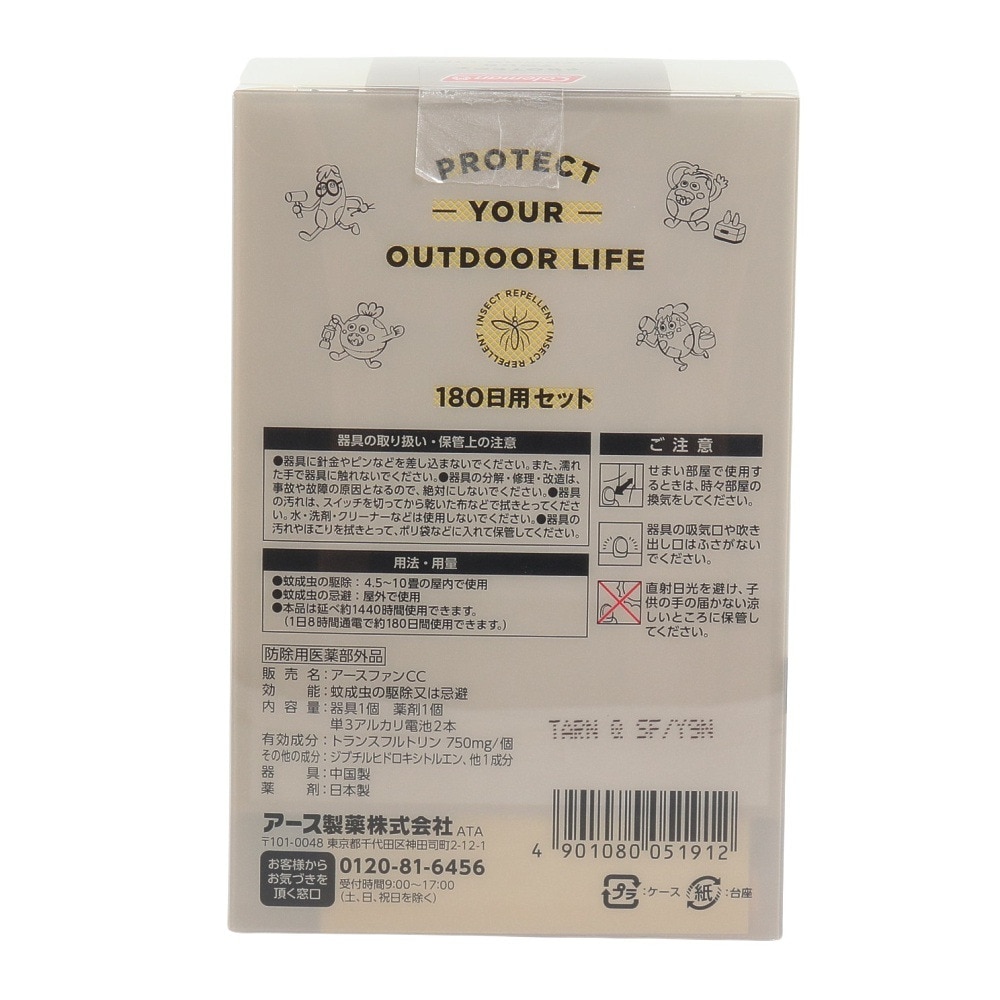 Coleman
PROTECT
— YOUR —
OUTDOOR LIFE
INSECT REPELLENT INSECT REPELLENT
180日用セット
器具の取り扱い・保管上の注意
●器具に針金やピンなどを差し込まないでください。また、濡れ
た手で器具に触れないでください。●器具の分解・修理・改造は、
事故や故障の原因となるので、絶対にしないでください。●器具
の汚れは、スイッチを切ってから乾いた布などで拭きとってくださ
い。水・洗剤・クリーナーなどは使用しないでください。●器具の
汚れやほこりを拭きとって、ポリ袋などに入れて保管してください。
用法・用量
●蚊成虫の駆除：4.5~10畳の屋内で使用
●蚊成虫の忌避：屋外で使用
●本品は延べ約1440時間使用できます。
（1日8時間通電で約180日間使用できます。）
ご注意
せまい部屋で使用す
るときは、時々部屋の
換気をしてください。
器具の吸気口や吹き
出し口はふさがない
でください。
直射日光を避け、子
供の手の届かない涼
しいところに保管し
てください。
防除用医薬部外品
販売名：アースファンCC
効能：蚊成虫の駆除又は忌避
内容量：器具1個 薬剤1個
単3アルカリ電池2本
有効成分：トランスフルトリン 750mg/個
その他の成分：ジブチルヒドロキシトルエン、他1成分
器具：中国製
薬剤：日本製
アース製薬株式会社 ATA
〒101-0048 東京都千代田区神田司町2-12-1
お客様から
お気づきを
頂く窓口
0120-81-6456
受付時間9:00~17:00
（土、日、祝日を除く）
4 901080 051912
プラ：ケース 紙：台座